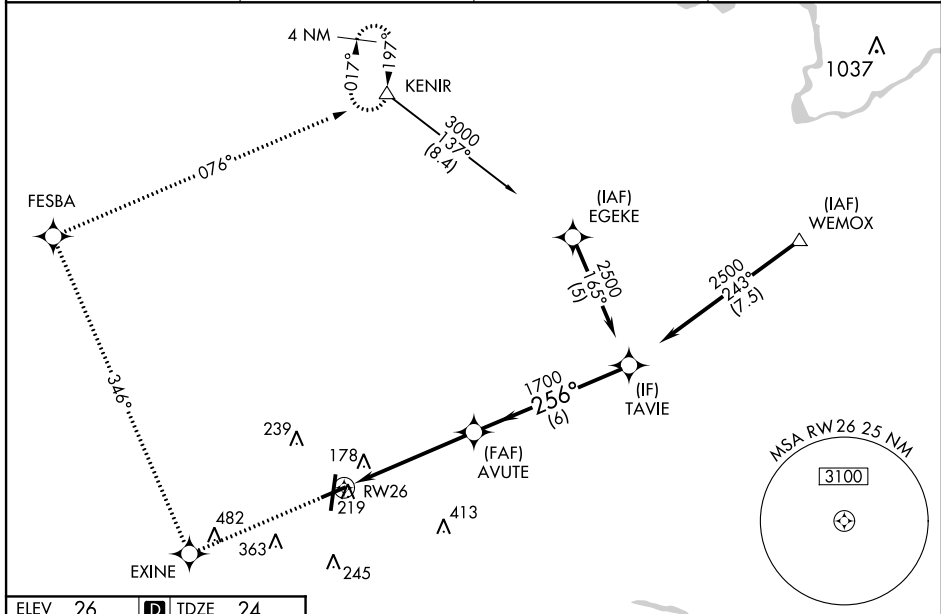 4 NM
017°
197°
KENIR
1037
3000
137°
(8.4)
076°
FESBA
(IAF)
EGEKE
(IAF)
WEMOX
2500
165°
(5)
2500
243°
(7.5)
346°
1700
256°
(6)
(IF)
TAVIE
239
178
(FAF)
AVUTE
RW26
219
MSA RW26 25 NM
3100
482
363
413
245
EXINE
ELEV 26 D TDZE 24